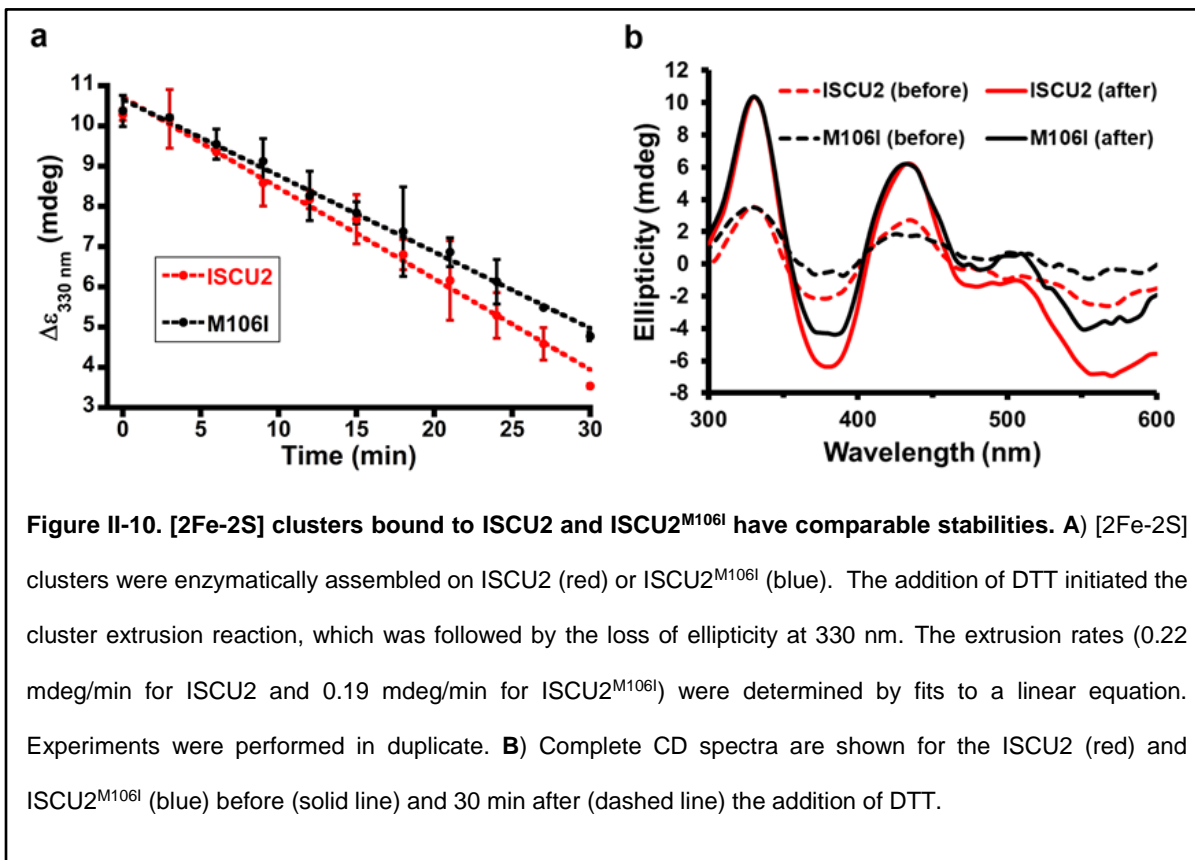 a
b
11
10
9
8
7
6
5
4
3
Δε330 nm (mdeg)
ISCU2
M106I
0
5
10
15
20
25
30
Time (min)
12
10
8
6
4
2
0
-2
-4
-6
-8
Ellipticity (mdeg)
ISCU2 (before)
ISCU2 (after)
M106I (before)
M106I (after)
300
400
500
600
Wavelength (nm)
Figure II-10. [2Fe-2S] clusters bound to ISCU2 and ISCU2M106I have comparable stabilities. A) [2Fe-2S]
clusters were enzymatically assembled on ISCU2 (red) or ISCU2M106I (blue). The addition of DTT initiated the
cluster extrusion reaction, which was followed by the loss of ellipticity at 330 nm. The extrusion rates (0.22
mdeg/min for ISCU2 and 0.19 mdeg/min for ISCU2M106I) were determined by fits to a linear equation.
Experiments were performed in duplicate. B) Complete CD spectra are shown for the ISCU2 (red) and
ISCU2M106I (blue) before (solid line) and 30 min after (dashed line) the addition of DTT.